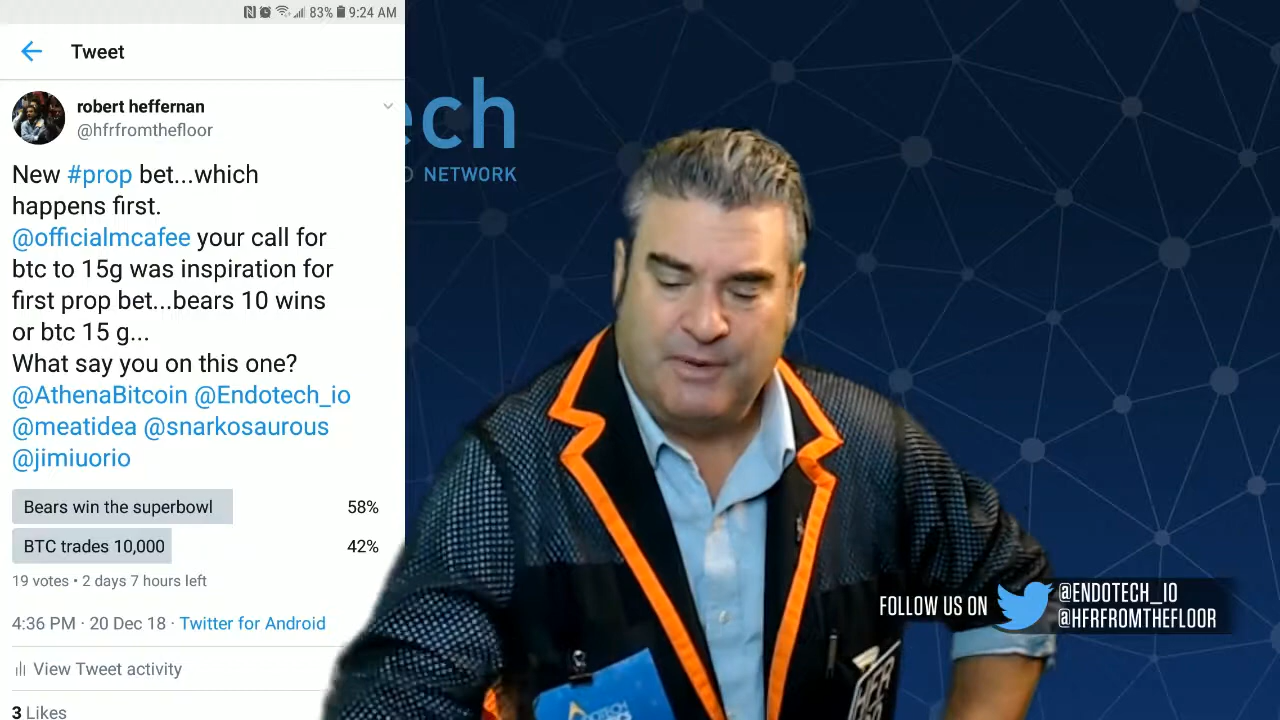 83% 9:24 AM
Tweet
robert heffernan
@hfrfromthefloor
New #prop bet...which
happens first.
@officialmcafee your call for
btc to 15g was inspiration for
first prop bet...bears 10 wins
or btc 15 g...
What say you on this one?
@AthenaBitcoin @Endotech_io
@meatidea @snarkosaurous
@jimiuorio
Bears win the superbowl 58%
BTC trades 10,000 42%
19 votes • 2 days 7 hours left
4:36 PM · 20 Dec 18 · Twitter for Android
View Tweet activity
3 Likes
ech
NETWORK
FOLLOW US ON
@ENDOTECH_IO
@HFRFROMTHEFLOOR
HFR